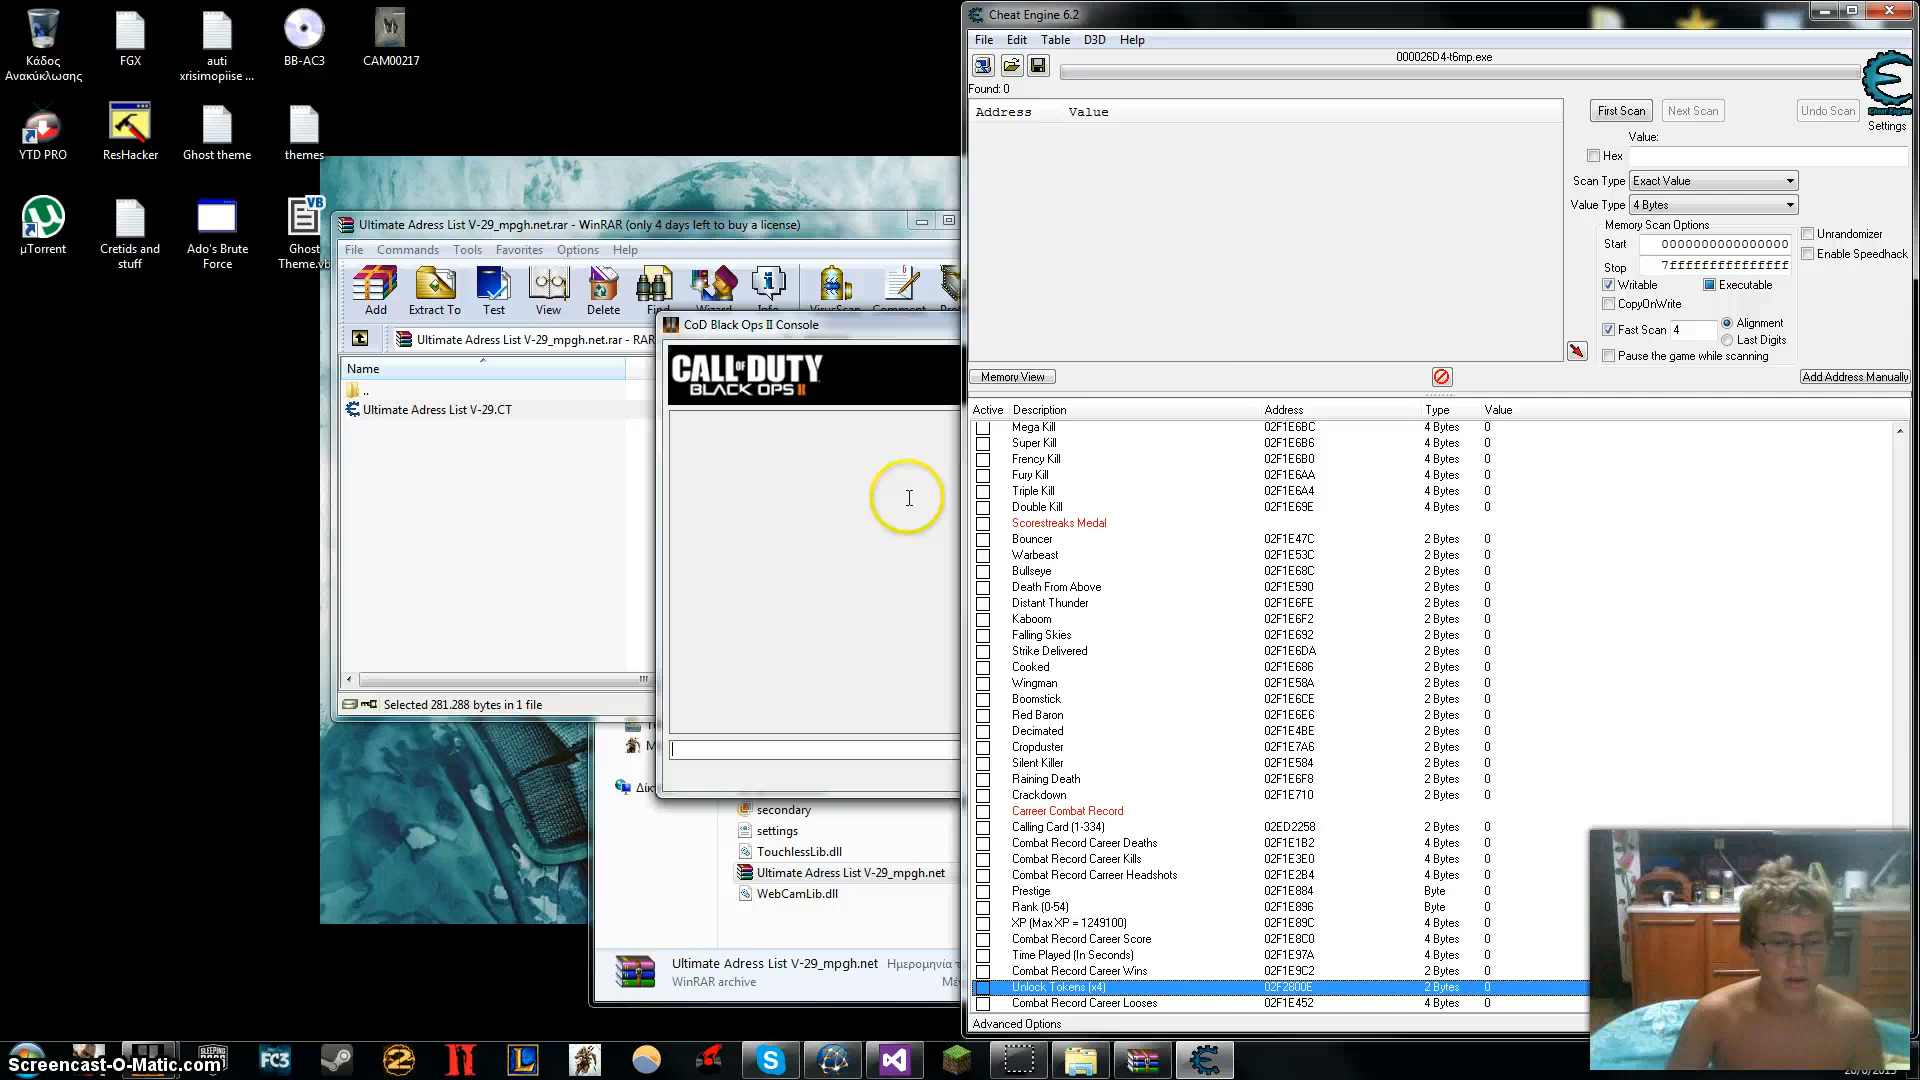 Κάδος
Ανακύκλωσης
FGX
auti
xrisimopiise ...
BB-AC3
CAM00217
YTD PRO
ResHacker
Ghost theme
themes
µTorrent
Cretids and
stuff
Ado's Brute
Force
Ghost
Theme.vb
VB
Ultimate Adress List V-29_mpgh.net.rar - WinRAR (only 4 days left to buy a license)
File Commands Tools Favorites Options Help
Add Extract To Test View Delete Find Wizard Info VirusScan Comment
Ultimate Adress List V-29_mpgh.net.rar - RAR
Name
..
Ultimate Adress List V-29.CT
Selected 281.288 bytes in 1 file
CoD Black Ops II Console
CALL OF DUTY
BLACK OPS II
secondary
settings
TouchlessLib.dll
Ultimate Adress List V-29_mpgh.net
WebCamLib.dll
Ultimate Adress List V-29_mpgh.net Ημερομηνία
WinRAR archive
Cheat Engine 6.2
File Edit Table D3D Help
000026D4-t6mp.exe
Found: 0
Address Value
First Scan Next Scan Undo Scan
Cheat Engine
Settings
Value:
Hex
Scan Type Exact Value
Value Type 4 Bytes
Memory Scan Options
Start 0000000000000000
Stop 7fffffffffffffff
Unrandomizer
Enable Speedhack
Writable Executable
CopyOnWrite
Fast Scan 4 Alignment
Last Digits
Pause the game while scanning
Memory View Add Address Manually
Active Description Address Type Value
Mega Kill 02F1E6BC 4 Bytes 0
Super Kill 02F1E6B6 4 Bytes 0
Frency Kill 02F1E6B0 4 Bytes 0
Fury Kill 02F1E6AA 4 Bytes 0
Triple Kill 02F1E6A4 4 Bytes 0
Double Kill 02F1E69E 4 Bytes 0
Scorestreaks Medal
Bouncer 02F1E47C 2 Bytes 0
Warbeast 02F1E53C 2 Bytes 0
Bullseye 02F1E68C 2 Bytes 0
Death From Above 02F1E590 2 Bytes 0
Distant Thunder 02F1E6FE 2 Bytes 0
Kaboom 02F1E6F2 2 Bytes 0
Falling Skies 02F1E692 2 Bytes 0
Strike Delivered 02F1E6DA 2 Bytes 0
Cooked 02F1E686 2 Bytes 0
Wingman 02F1E58A 2 Bytes 0
Boomstick 02F1E6CE 2 Bytes 0
Red Baron 02F1E6E6 2 Bytes 0
Decimated 02F1E4BE 2 Bytes 0
Cropduster 02F1E7A6 2 Bytes 0
Silent Killer 02F1E584 2 Bytes 0
Raining Death 02F1E6F8 2 Bytes 0
Crackdown 02F1E710 2 Bytes 0
Carreer Combat Record
Calling Card (1-334) 02ED2258 2 Bytes 0
Combat Record Career Deaths 02F1E1B2 4 Bytes 0
Combat Record Career Kills 02F1E3E0 4 Bytes 0
Combat Record Carreer Headshots 02F1E2B4 4 Bytes 0
Prestige 02F1E884 Byte 0
Rank (0-54) 02F1E896 Byte 0
XP (Max XP = 1249100) 02F1E89C 4 Bytes 0
Combat Record Career Score 02F1E8C0 4 Bytes 0
Time Played (In Seconds) 02F1E97A 4 Bytes 0
Combat Record Career Wins 02F1E9C2 2 Bytes 0
Unlock Tokens (x4) 02F2800E 2 Bytes 0
Combat Record Career Looses 02F1E452 4 Bytes 0
Advanced Options
Screencast-O-Matic.com
SLEEPING DOGS
FC3